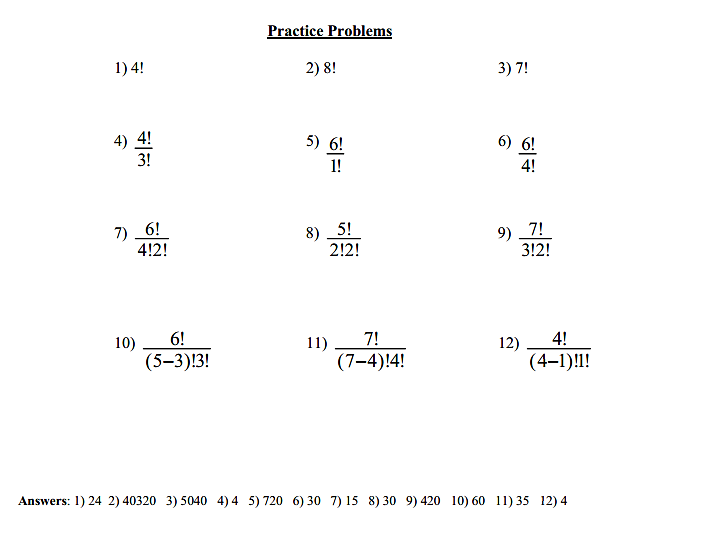 Practice Problems
1) 4! 2) 8! 3) 7!
4) 4!/3! 5) 6!/1! 6) 6!/4!
7) 6!/4!2! 8) 5!/2!2! 9) 7!/3!2!
10) 6!/(5−3)!3! 11) 7!/(7−4)!4! 12) 4!/(4−1)!1!
Answers: 1) 24 2) 40320 3) 5040 4) 4 5) 720 6) 30 7) 15 8) 30 9) 420 10) 60 11) 35 12) 4